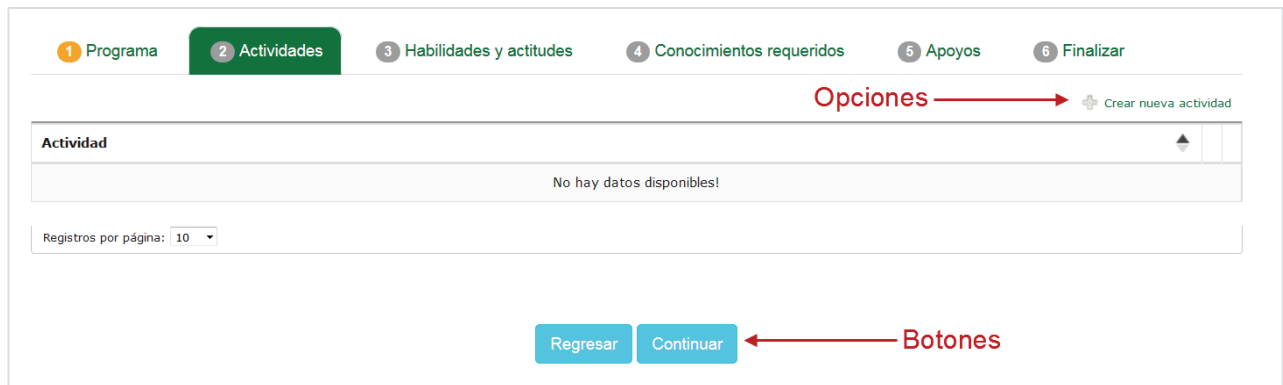 1 Programa 2 Actividades 3 Habilidades y actitudes 4 Conocimientos requeridos 5 Apoyos 6 Finalizar
Opciones Crear nueva actividad
Actividad
No hay datos disponibles!
Registros por página: 10
Regresar Continuar Botones